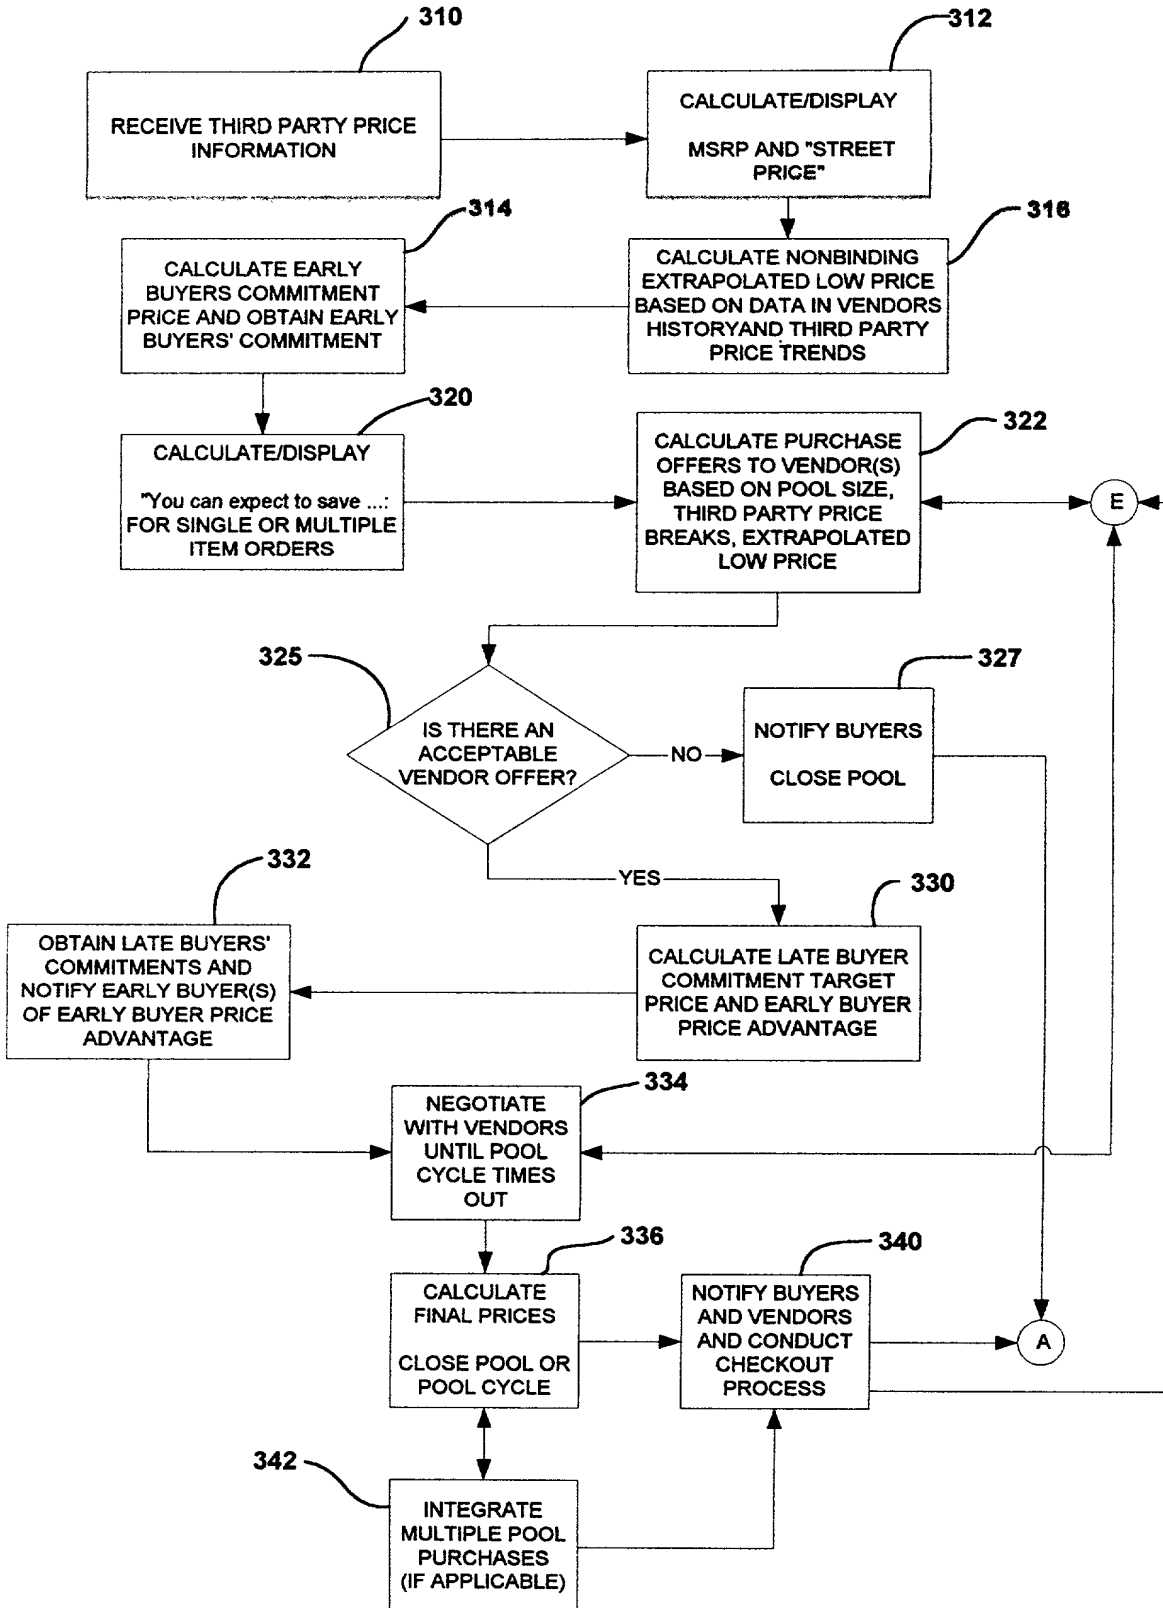 310
RECEIVE THIRD PARTY PRICE
INFORMATION
312
CALCULATE/DISPLAY
MSRP AND "STREET
PRICE"
314
CALCULATE EARLY
BUYERS COMMITMENT
PRICE AND OBTAIN EARLY
BUYERS' COMMITMENT
316
CALCULATE NONBINDING
EXTRAPOLATED LOW PRICE
BASED ON DATA IN VENDORS
HISTORYAND THIRD PARTY
PRICE TRENDS
320
CALCULATE/DISPLAY
"You can expect to save ...:
FOR SINGLE OR MULTIPLE
ITEM ORDERS
322
CALCULATE PURCHASE
OFFERS TO VENDOR(S)
BASED ON POOL SIZE,
THIRD PARTY PRICE
BREAKS, EXTRAPOLATED
LOW PRICE
E
325
IS THERE AN
ACCEPTABLE
VENDOR OFFER?
NO
327
NOTIFY BUYERS
CLOSE POOL
YES
330
CALCULATE LATE BUYER
COMMITMENT TARGET
PRICE AND EARLY BUYER
PRICE ADVANTAGE
332
OBTAIN LATE BUYERS'
COMMITMENTS AND
NOTIFY EARLY BUYER(S)
OF EARLY BUYER PRICE
ADVANTAGE
334
NEGOTIATE
WITH VENDORS
UNTIL POOL
CYCLE TIMES
OUT
336
CALCULATE
FINAL PRICES
CLOSE POOL OR
POOL CYCLE
340
NOTIFY BUYERS
AND VENDORS
AND CONDUCT
CHECKOUT
PROCESS
A
342
INTEGRATE
MULTIPLE POOL
PURCHASES
(IF APPLICABLE)